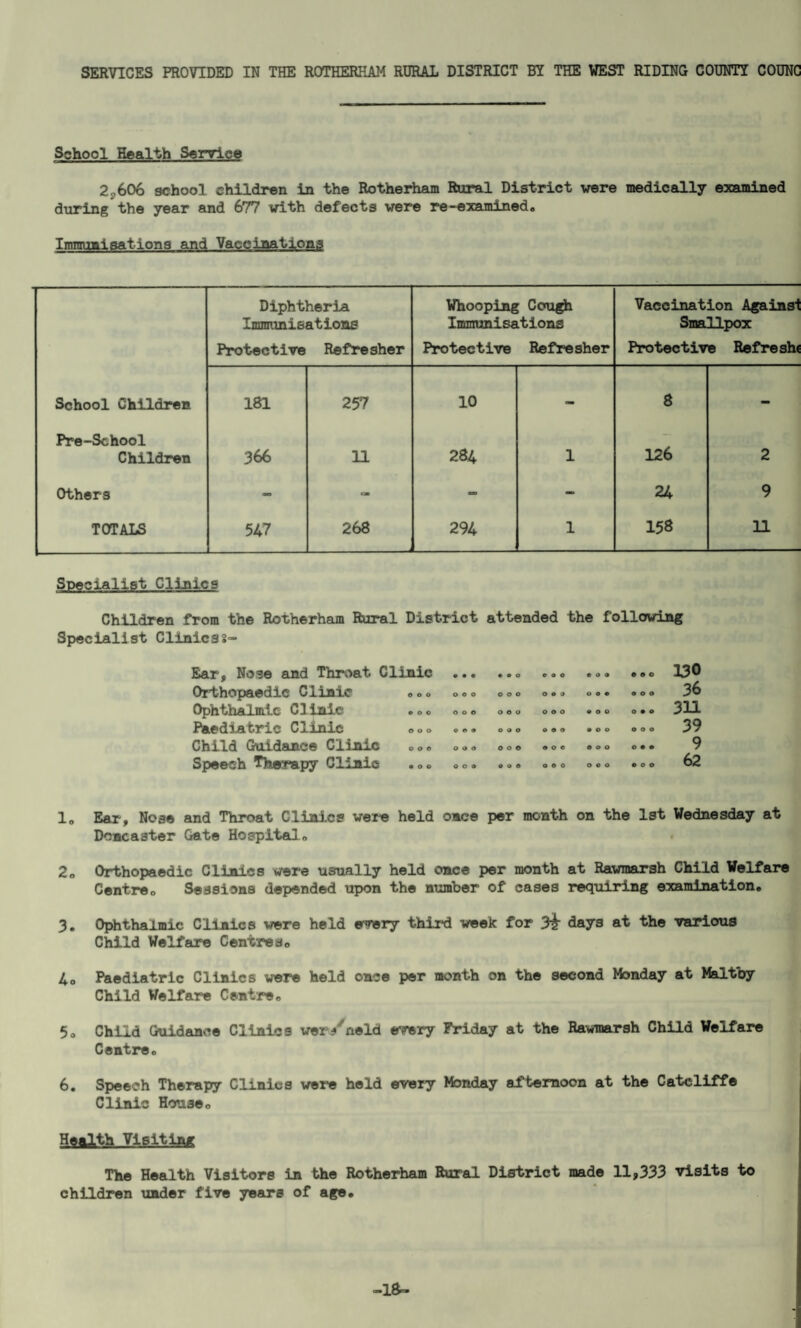 SERVICES PROVIDED IN THE ROTHERHAM RURAL DISTRICT BY THE WEST RIDING COUNTY COUNC
School Health Service
2,606 school children in the Rotherham Rural District were medically examined
during the year and 677 with defects were re-examined.
Immunisations and Vaccinations
Diphtheria Whooping Cough Vaccination Against
Immunisations Immunisations Smallpox
Protective Refresher Protective Refresher Protective Refreshe
School Children 181 257 10 - 8 -
Pre-School
Children 366 11 284 1 126 2
Others - - - - 24 9
TOTALS 547 268 294 1 158 11
Specialist Clinics
Children from the Rotherham Rural District attended the following
Specialist Clinics:-
Ear, Nose and Throat Clinic ... ... ... ... ... 130
Orthopaedic Clinic ... ... ... ... ... ... 36
Ophthalmic Clinic ... ... ... ... ... ... 311
Paediatric Clinic ... ... ... ... ... ... 39
Child Guidance Clinic ... ... ... ... ... ... 9
Speech Therapy Clinic ... ... ... ... ... ... 62
1. Ear, Nose and Throat Clinics were held once per month on the 1st Wednesday at
Doncaster Gate Hospital.
2. Orthopaedic Clinics were usually held once per month at Rawmarsh Child Welfare
Centre. Sessions depended upon the number of cases requiring examination.
3. Ophthalmic Clinics were held every third week for 3½ days at the various
Child Welfare Centres.
4. Paediatric Clinics were held once per month on the second Monday at Maltby
Child Welfare Centre.
5. Child Guidance Clinics were held every Friday at the Rawmarsh Child Welfare
Centre.
6. Speech Therapy Clinics were held every Monday afternoon at the Catcliffe
Clinic House.
Health Visiting
The Health Visitors in the Rotherham Rural District made 11,333 visits to
children under five years of age.
-18-